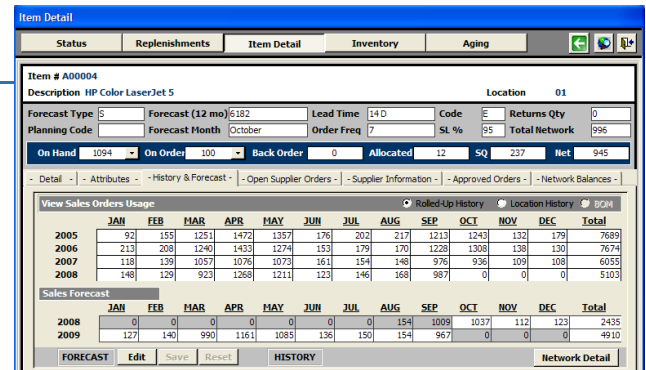 Item Detail
Status Replenishments Item Detail Inventory Aging
Item # A00004
Description HP Color LaserJet 5 Location 01
Forecast Type S Forecast (12 mo) 6182 Lead Time 14 D Code E Returns Qty 0
Planning Code Forecast Month October Order Freq 7 SL % 95 Total Network 996
On Hand 1094 On Order 100 Back Order 0 Allocated 12 SQ 237 Net 945
- Detail - - Attributes - - History & Forecast - - Open Supplier Orders - - Supplier Information - - Approved Orders - - Network Balances -
View Sales Orders Usage Rolled-Up History Location History BOM
JAN FEB MAR APR MAY JUN JUL AUG SEP OCT NOV DEC Total
2005 92 155 1251 1472 1357 176 202 217 1213 1243 132 179 7689
2006 213 208 1240 1433 1274 153 179 170 1228 1308 138 130 7674
2007 118 139 1057 1076 1073 161 154 148 976 936 109 108 6055
2008 148 129 923 1268 1211 123 146 168 987 0 0 0 5103
Sales Forecast
JAN FEB MAR APR MAY JUN JUL AUG SEP OCT NOV DEC Total
2008 0 0 0 0 0 0 0 154 1009 1037 112 123 2435
2009 127 140 990 1161 1085 136 150 154 967 0 0 0 4910
FORECAST Edit Save Reset HISTORY Network Detail